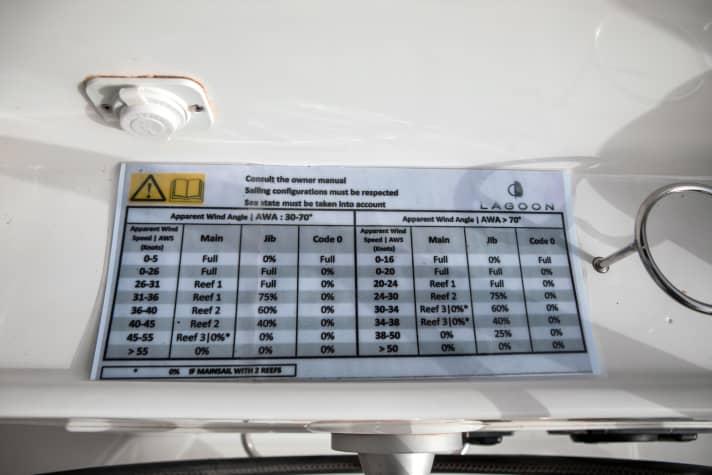 Consult the owner manual
Sailing configurations must be respected
Sea state must be taken into account
LAGOON
Apparent Wind Angle | AWA : 30-70° Apparent Wind Angle | AWA > 70°
Apparent Wind Speed | AWS (Knots) Main Jib Code 0 Apparent Wind Speed | AWS (Knots) Main Jib Code 0
0-5 Full 0% Full 0-16 Full 0% Full
0-26 Full Full 0% 0-20 Full Full 0%
26-31 Reef 1 Full 0% 20-24 Reef 1 Full 0%
31-36 Reef 1 75% 0% 24-30 Reef 2 75% 0%
36-40 Reef 2 60% 0% 30-34 Reef 3|0%* 60% 0%
40-45 Reef 2 40% 0% 34-38 Reef 3|0%* 40% 0%
45-55 Reef 3|0%* 0% 0% 38-50 0% 25% 0%
> 55 0% 0% 0% > 50 0% 0% 0%
* 0% IF MAINSAIL WITH 2 REEFS